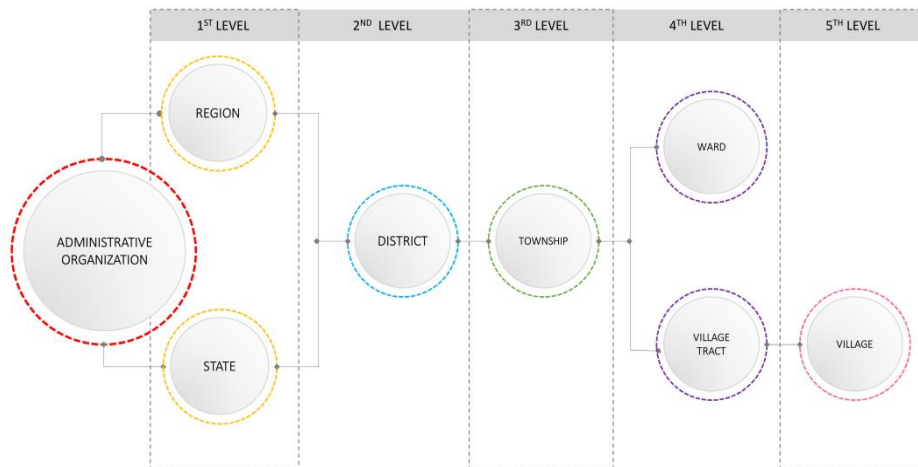 1ST LEVEL
2ND LEVEL
3RD LEVEL
4TH LEVEL
5TH LEVEL
REGION
WARD
ADMINISTRATIVE
ORGANIZATION
DISTRICT
TOWNSHIP
STATE
VILLAGE
TRACT
VILLAGE